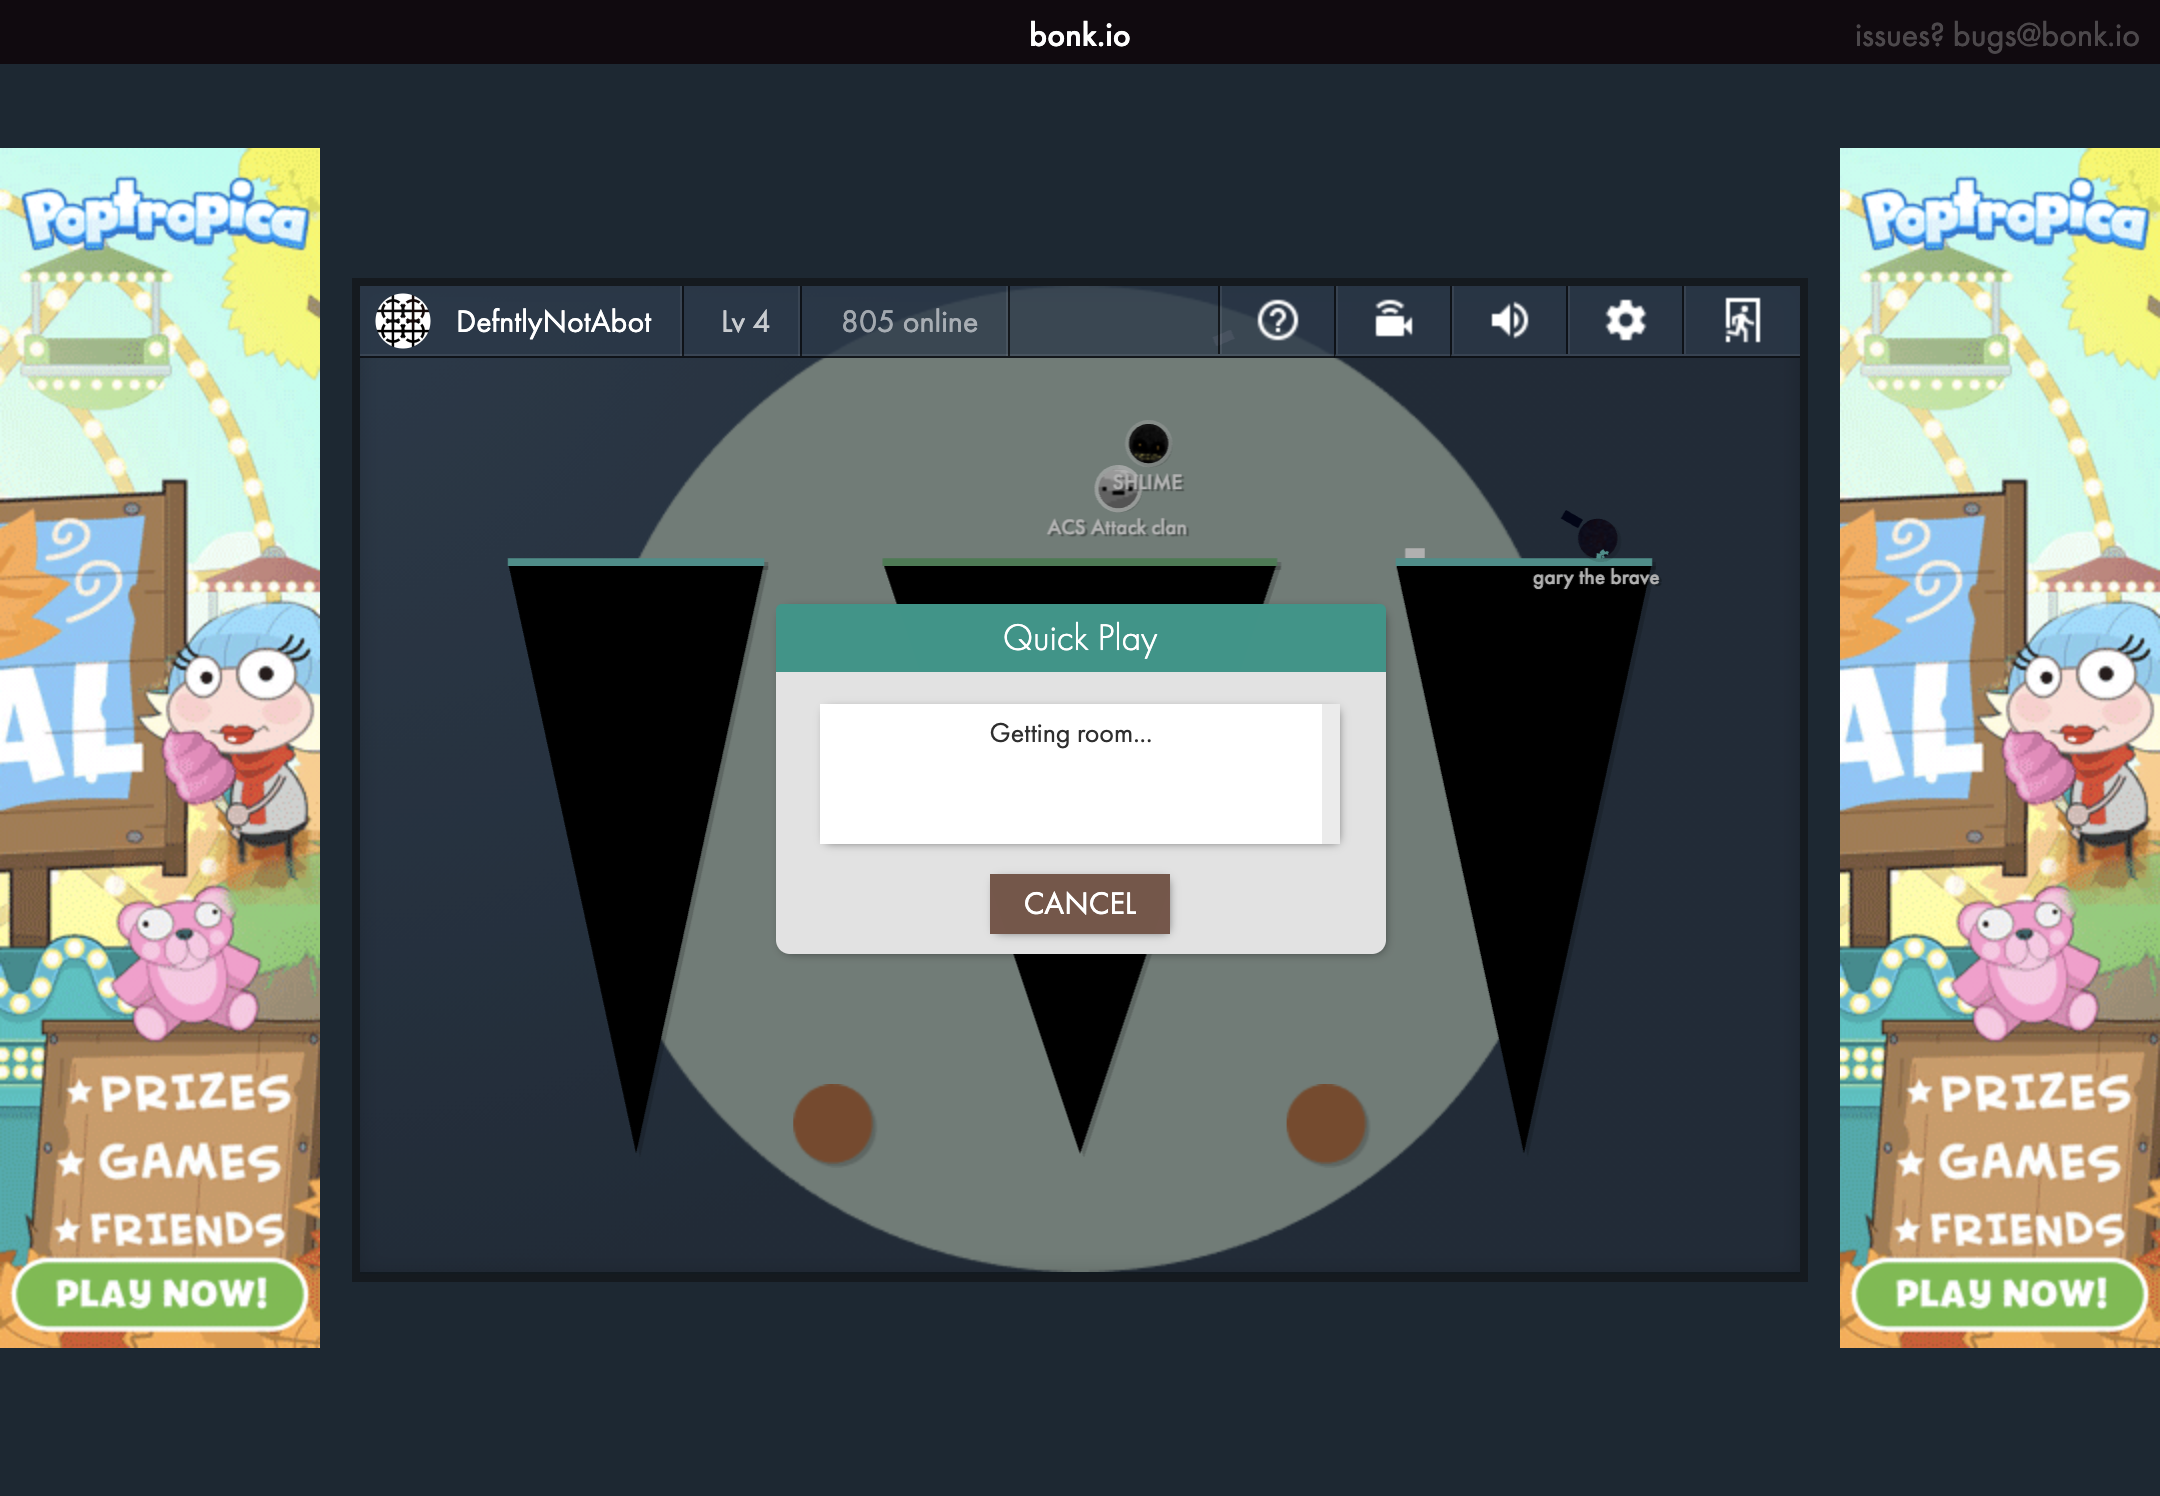 bonk.io
issues? bugs@bonk.io
Poptropica
Poptropica
DefntlyNotAbot
Lv 4
805 online
SHLIME
ACS Attack clan
gary the brave
Quick Play
Getting room...
CANCEL
AL
AL
PRIZES
GAMES
FRIENDS
PLAY NOW!
PRIZES
GAMES
FRIENDS
PLAY NOW!